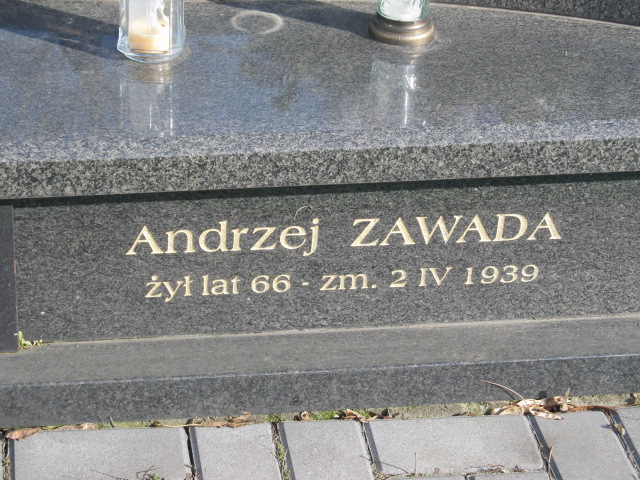 Andrzej ZAWADA
żył lat 66 - zm. 2 IV 1939